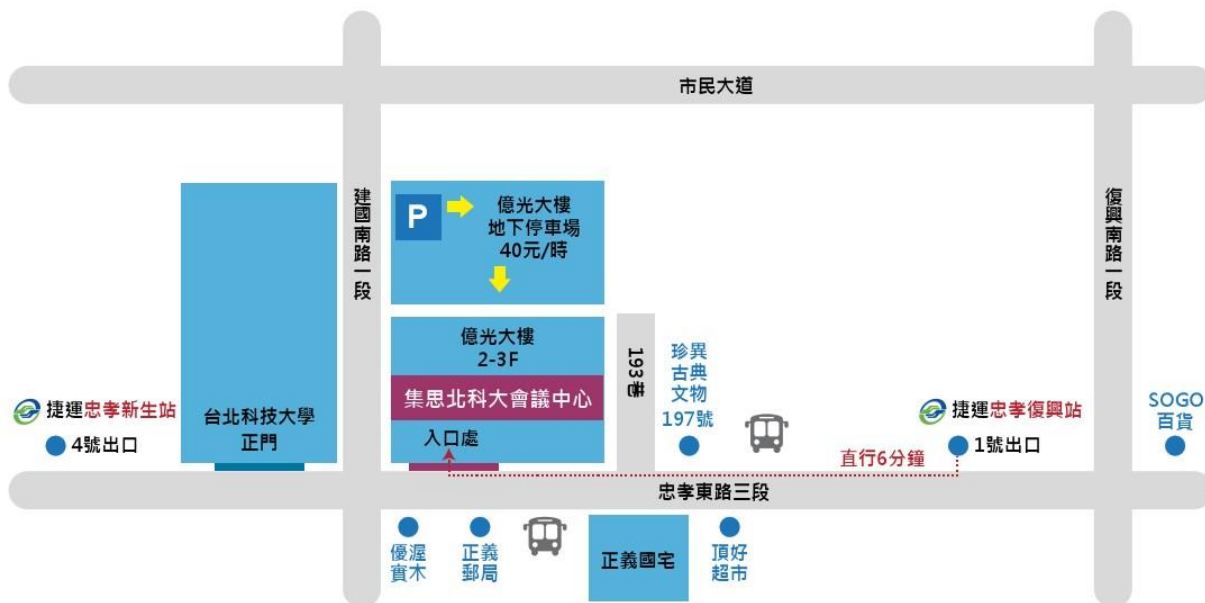 市民大道
建國南路一段
復興南路一段
P
億光大樓
地下停車場
40元/時
億光大樓
2-3F
集思北科大會議中心
入口處
193巷
珍異
古典
文物
197號
捷運忠孝新生站
4號出口
台北科技大學
正門
捷運忠孝復興站
1號出口
SOGO
百貨
直行6分鐘
忠孝東路三段
優渥
實木
正義
郵局
正義國宅
頂好
超市